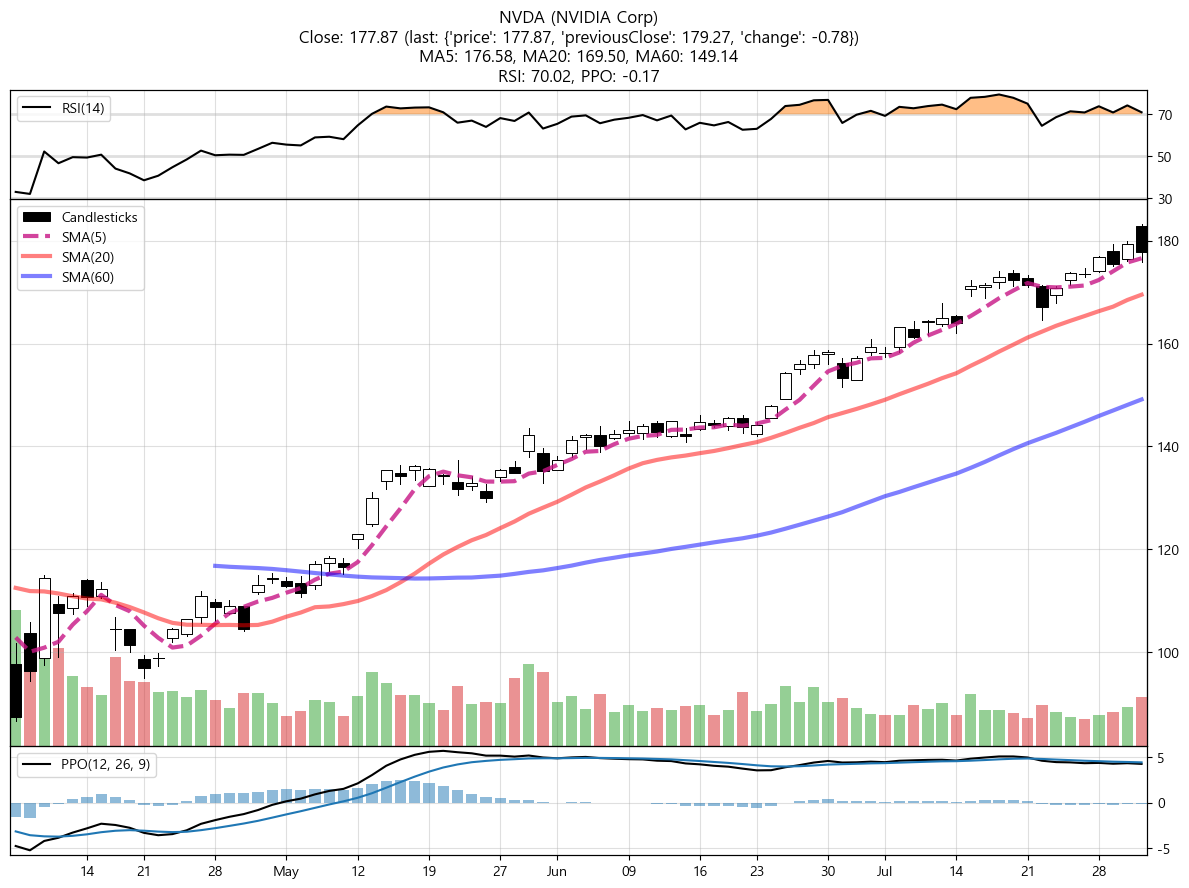 NVDA (NVIDIA Corp)
Close: 177.87 (last: {'price': 177.87, 'previousClose': 179.27, 'change': -0.78})
MA5: 176.58, MA20: 169.50, MA60: 149.14
RSI: 70.02, PPO: -0.17
RSI(14)
70
50
30
Candlesticks
SMA(5)
SMA(20)
SMA(60)
180
160
140
120
100
PPO(12, 26, 9)
5
0
-5
14 21 28 May 12 19 27 Jun 09 16 23 30 Jul 14 21 28